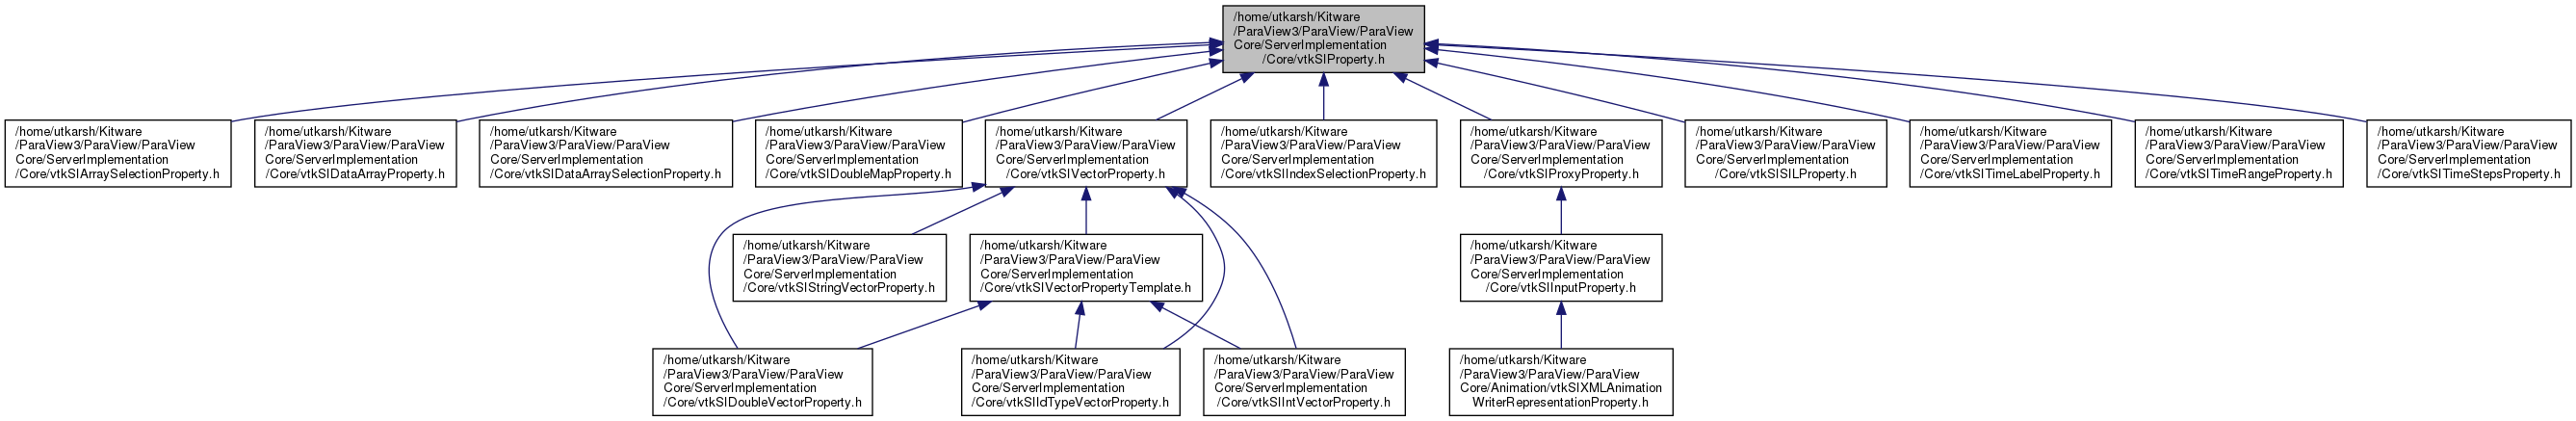 /home/utkarsh/Kitware
/ParaView3/ParaView/ParaView
Core/ServerImplementation
/Core/vtkSIProperty.h
/home/utkarsh/Kitware
/ParaView3/ParaView/ParaView
Core/ServerImplementation
/Core/vtkSIArraySelectionProperty.h
/home/utkarsh/Kitware
/ParaView3/ParaView/ParaView
Core/ServerImplementation
/Core/vtkSIDataArrayProperty.h
/home/utkarsh/Kitware
/ParaView3/ParaView/ParaView
Core/ServerImplementation
/Core/vtkSIDataArraySelectionProperty.h
/home/utkarsh/Kitware
/ParaView3/ParaView/ParaView
Core/ServerImplementation
/Core/vtkSIDoubleMapProperty.h
/home/utkarsh/Kitware
/ParaView3/ParaView/ParaView
Core/ServerImplementation
/Core/vtkSIVectorProperty.h
/home/utkarsh/Kitware
/ParaView3/ParaView/ParaView
Core/ServerImplementation
/Core/vtkSIIndexSelectionProperty.h
/home/utkarsh/Kitware
/ParaView3/ParaView/ParaView
Core/ServerImplementation
/Core/vtkSIProxyProperty.h
/home/utkarsh/Kitware
/ParaView3/ParaView/ParaView
Core/ServerImplementation
/Core/vtkSISILProperty.h
/home/utkarsh/Kitware
/ParaView3/ParaView/ParaView
Core/ServerImplementation
/Core/vtkSITimeLabelProperty.h
/home/utkarsh/Kitware
/ParaView3/ParaView/ParaView
Core/ServerImplementation
/Core/vtkSITimeRangeProperty.h
/home/utkarsh/Kitware
/ParaView3/ParaView/ParaView
Core/ServerImplementation
/Core/vtkSITimeStepsProperty.h
/home/utkarsh/Kitware
/ParaView3/ParaView/ParaView
Core/ServerImplementation
/Core/vtkSIStringVectorProperty.h
/home/utkarsh/Kitware
/ParaView3/ParaView/ParaView
Core/ServerImplementation
/Core/vtkSIVectorPropertyTemplate.h
/home/utkarsh/Kitware
/ParaView3/ParaView/ParaView
Core/ServerImplementation
/Core/vtkSIInputProperty.h
/home/utkarsh/Kitware
/ParaView3/ParaView/ParaView
Core/ServerImplementation
/Core/vtkSIDoubleVectorProperty.h
/home/utkarsh/Kitware
/ParaView3/ParaView/ParaView
Core/ServerImplementation
/Core/vtkSIIdTypeVectorProperty.h
/home/utkarsh/Kitware
/ParaView3/ParaView/ParaView
Core/ServerImplementation
/Core/vtkSIIntVectorProperty.h
/home/utkarsh/Kitware
/ParaView3/ParaView/ParaView
Core/Animation/vtkSIXMLAnimation
WriterRepresentationProperty.h